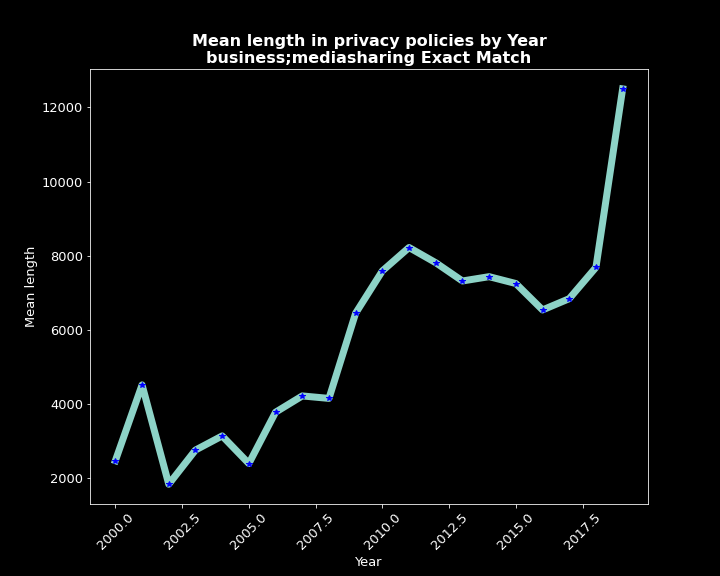 Mean length in privacy policies by Year
business;mediasharing Exact Match
12000
10000
8000
6000
4000
2000
Mean length
2000.0 2002.5 2005.0 2007.5 2010.0 2012.5 2015.0 2017.5
Year